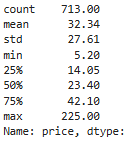 count 713.00
mean 32.34
std 27.61
min 5.20
25% 14.05
50% 23.40
75% 42.10
max 225.00
Name: price, dtype: